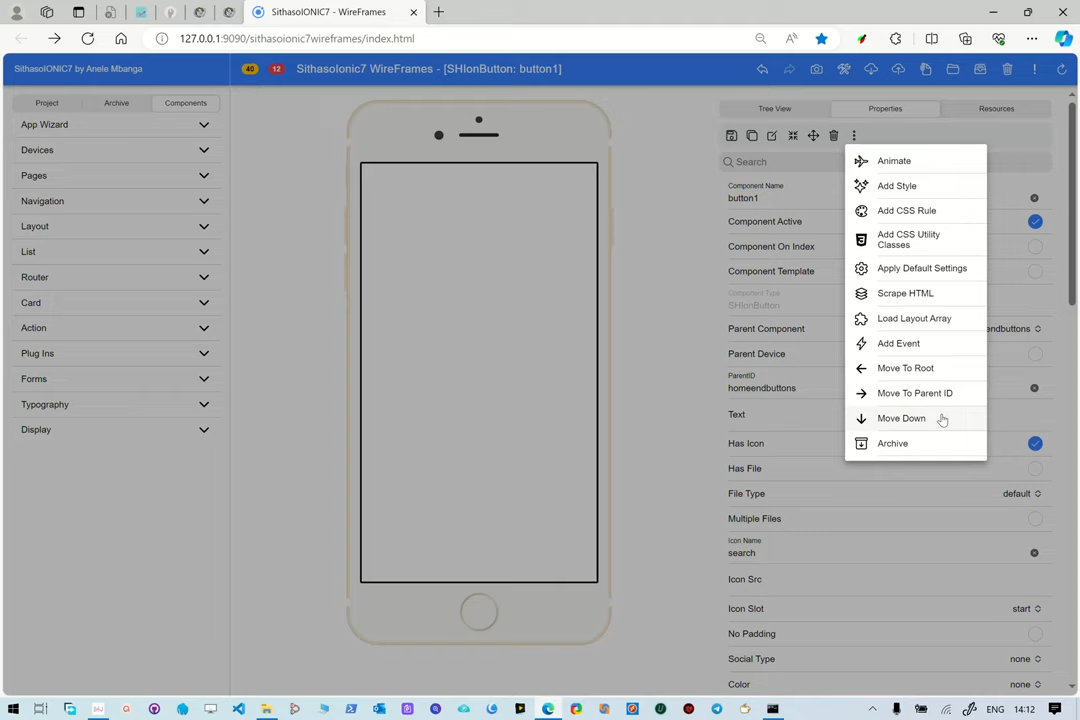 SithasoIONIC7 - WireFrames
127.0.0.1:9090/sithasoionic7wireframes/index.html
SithasoIONIC7 by Anele Mbanga
40
12
SithasoIonic7 WireFrames - [SHIonButton: button1]
Project
Archive
Components
App Wizard
Devices
Pages
Navigation
Layout
List
Router
Card
Action
Plug Ins
Forms
Typography
Display
Tree View
Properties
Resources
Search
Component Name
button1
Component Active
Component On Index
Component Template
Component Type
SHIonButton
Parent Component
endbuttons
Parent Device
ParentID
homeendbuttons
Text
Has Icon
Has File
File Type
default
Multiple Files
Icon Name
search
Icon Src
Icon Slot
start
No Padding
Social Type
none
Color
none
Animate
Add Style
Add CSS Rule
Add CSS Utility
Classes
Apply Default Settings
Scrape HTML
Load Layout Array
Add Event
Move To Root
Move To Parent ID
Move Down
Archive
ENG
14:12